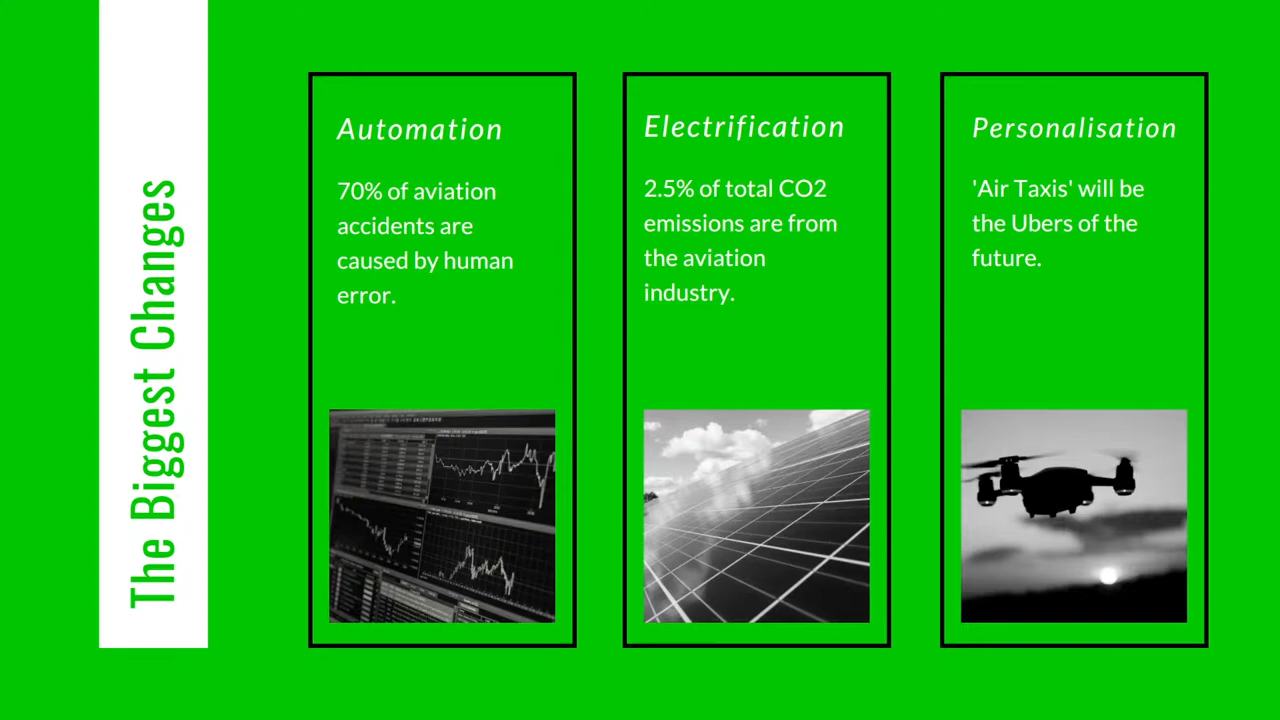 The Biggest Changes
Automation
70% of aviation
accidents are
caused by human
error.
Electrification
2.5% of total CO2
emissions are from
the aviation
industry.
Personalisation
'Air Taxis' will be
the Ubers of the
future.